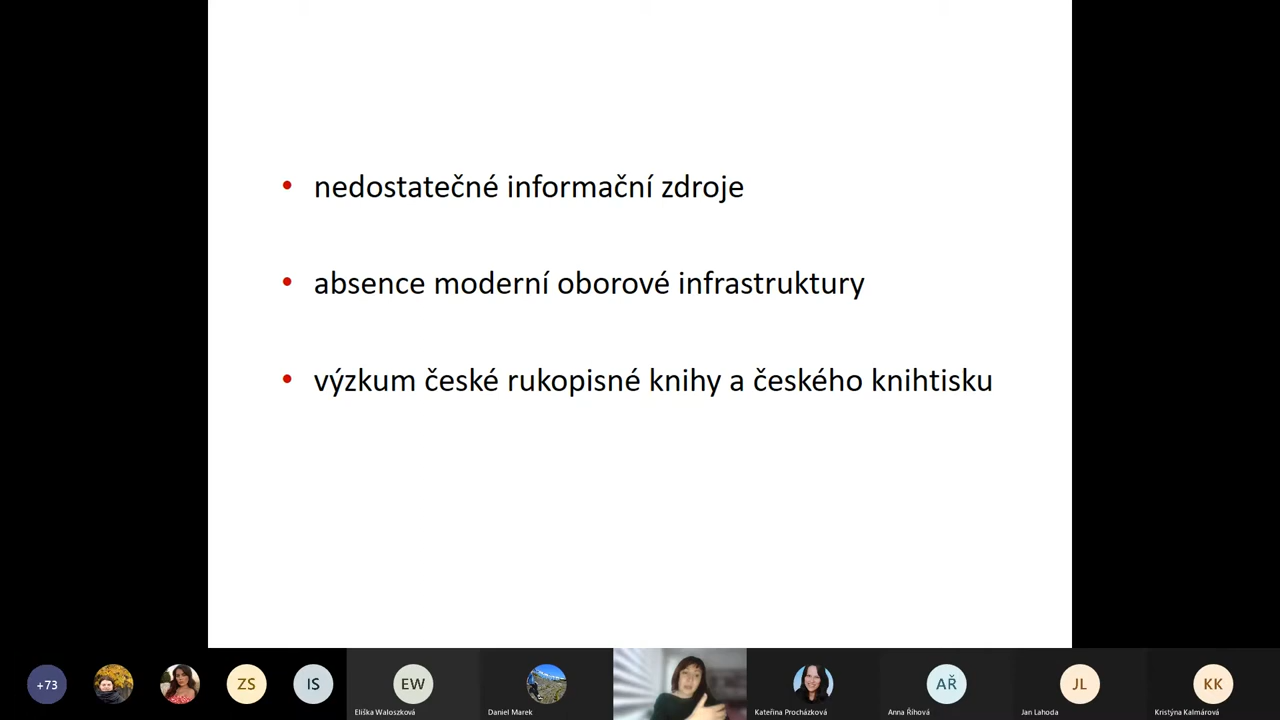 • nedostatečné informační zdroje
• absence moderní oborové infrastruktury
• výzkum české rukopisné knihy a českého knihtisku
+73
ZS
IS
EW
AŘ
JL
KK
Eliška Waloszková
Daniel Marek
Kateřina Procházková
Anna Říhová
Jan Lahoda
Kristýna Kalmárová